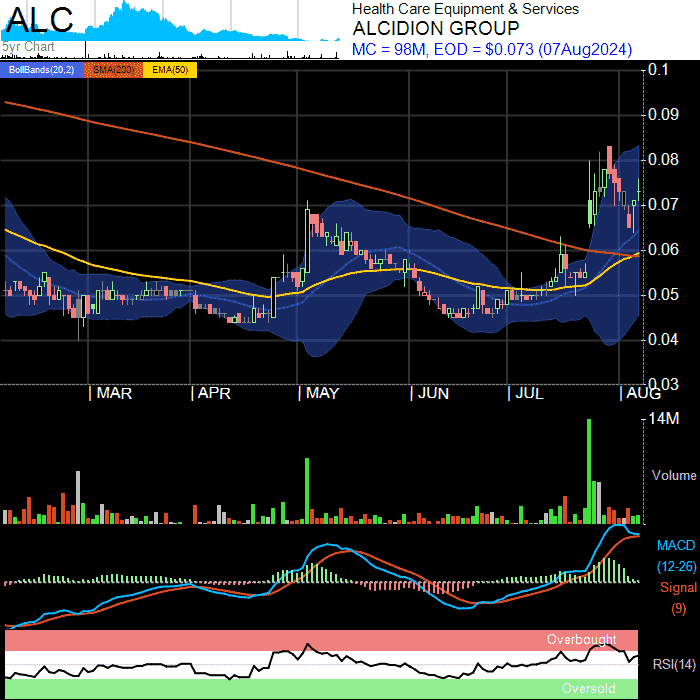 ALC
5yr Chart
Health Care Equipment & Services
ALCIDION GROUP
MC = 98M, EOD = $0.073 (07Aug2024)
BollBands(20,2) SMA(200) EMA(50)
0.1
0.09
0.08
0.07
0.06
0.05
0.04
0.03
| MAR | APR | MAY | JUN | JUL | AUG
14M
Volume
MACD
(12-26)
Signal
(9)
Overbought
RSI(14)
Oversold